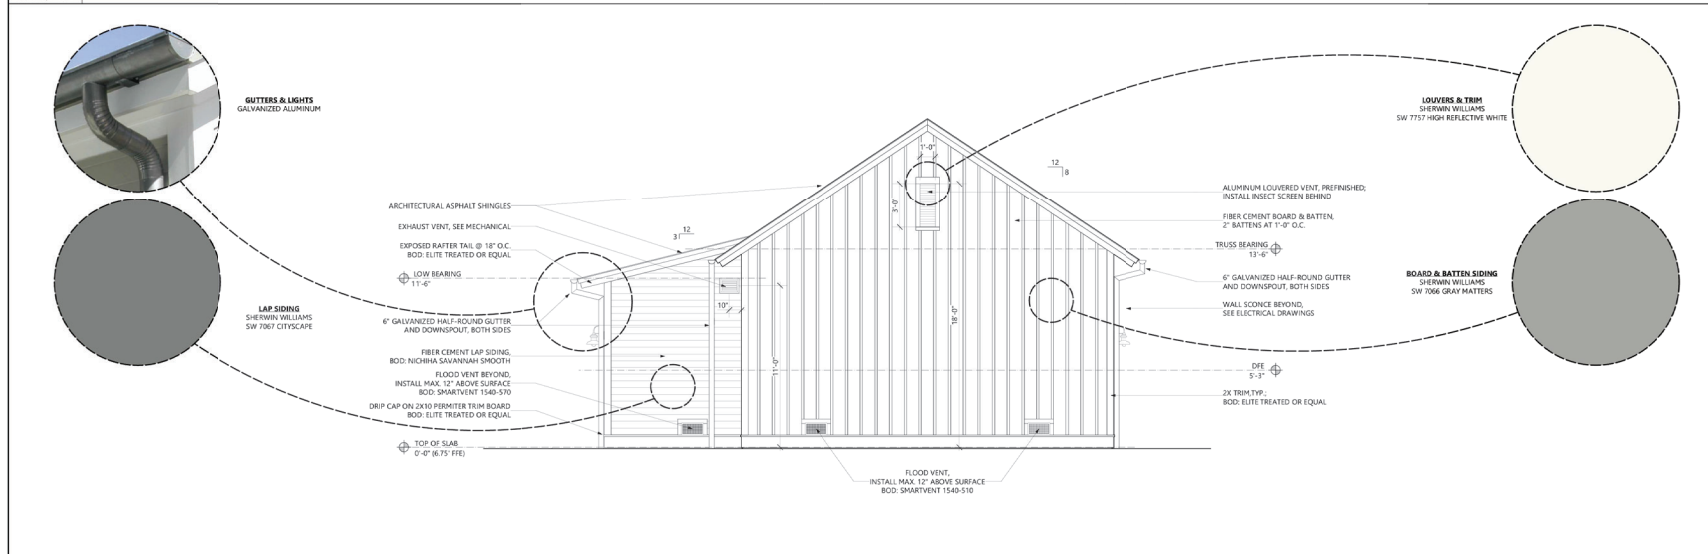 GUTTERS & LIGHTS
GALVANIZED ALUMINUM
LAP SIDING
SHERWIN WILLIAMS
SW 7067 CITYSCAPE
ARCHITECTURAL ASPHALT SHINGLES
EXHAUST VENT, SEE MECHANICAL
EXPOSED RAFTER TAIL @ 18" O.C.
BOD: ELITE TREATED OR EQUAL
LOW BEARING
11'-6"
6" GALVANIZED HALF-ROUND GUTTER
AND DOWNSPOUT, BOTH SIDES
FIBER CEMENT LAP SIDING,
BOD: NICHIHA SAVANNAH SMOOTH
FLOOD VENT BEYOND,
INSTALL MAX. 12" ABOVE SURFACE
BOD: SMARTVENT 1540-570
DRIP CAP ON 2X10 PERMITER TRIM BOARD
BOD: ELITE TREATED OR EQUAL
TOP OF SLAB
0'-0" (6.75' FFE)
12
3
10"
11'-0"
1'-0"
3'-0"
18'-0"
12
8
FLOOD VENT,
INSTALL MAX. 12" ABOVE SURFACE
BOD: SMARTVENT 1540-510
ALUMINUM LOUVERED VENT, PREFINISHED;
INSTALL INSECT SCREEN BEHIND
FIBER CEMENT BOARD & BATTEN,
2" BATTENS AT 1'-0" O.C.
TRUSS BEARING
13'-6"
6" GALVANIZED HALF-ROUND GUTTER
AND DOWNSPOUT, BOTH SIDES
WALL SCONCE BEYOND,
SEE ELECTRICAL DRAWINGS
DFE
5'-3"
2X TRIM,TYP.;
BOD: ELITE TREATED OR EQUAL
LOUVERS & TRIM
SHERWIN WILLIAMS
SW 7757 HIGH REFLECTIVE WHITE
BOARD & BATTEN SIDING
SHERWIN WILLIAMS
SW 7066 GRAY MATTERS